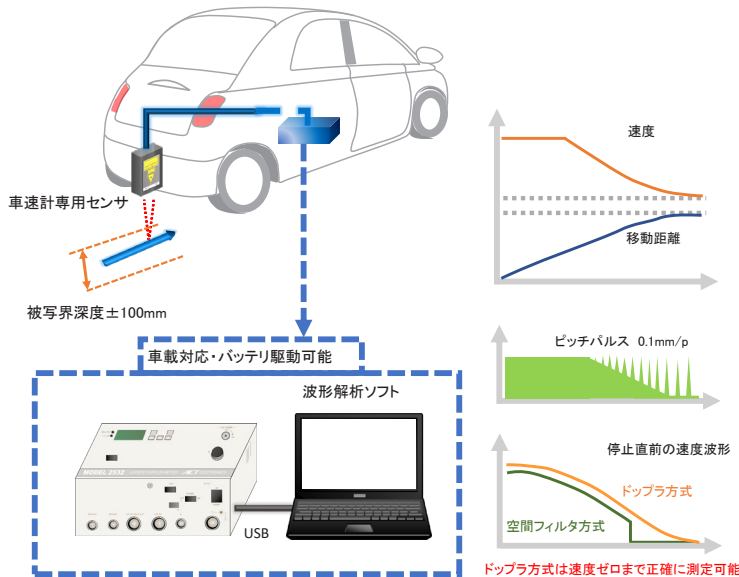 車速計専用センサ
被写界深度±100mm
車載対応・バッテリ駆動可能
波形解析ソフト
MODEL 2532
ACT
USB
速度
移動距離
ピッチパルス 0.1mm/p
停止直前の速度波形
ドップラ方式
空間フィルタ方式
ドップラ方式は速度ゼロまで正確に測定可能